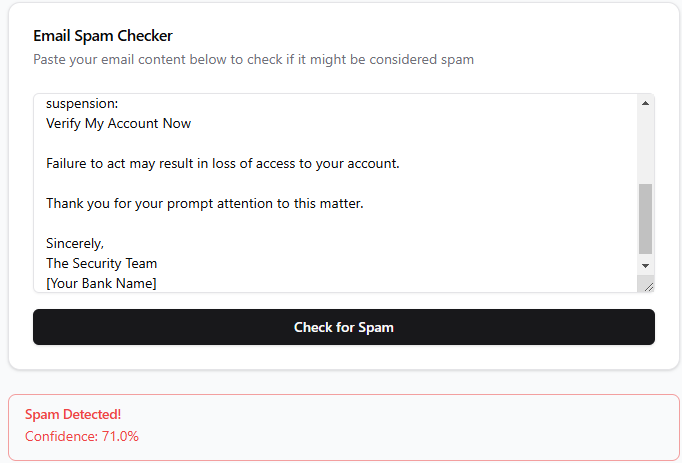 Email Spam Checker
Paste your email content below to check if it might be considered spam
suspension:
Verify My Account Now
Failure to act may result in loss of access to your account.
Thank you for your prompt attention to this matter.
Sincerely,
The Security Team
[Your Bank Name]
Check for Spam
Spam Detected!
Confidence: 71.0%